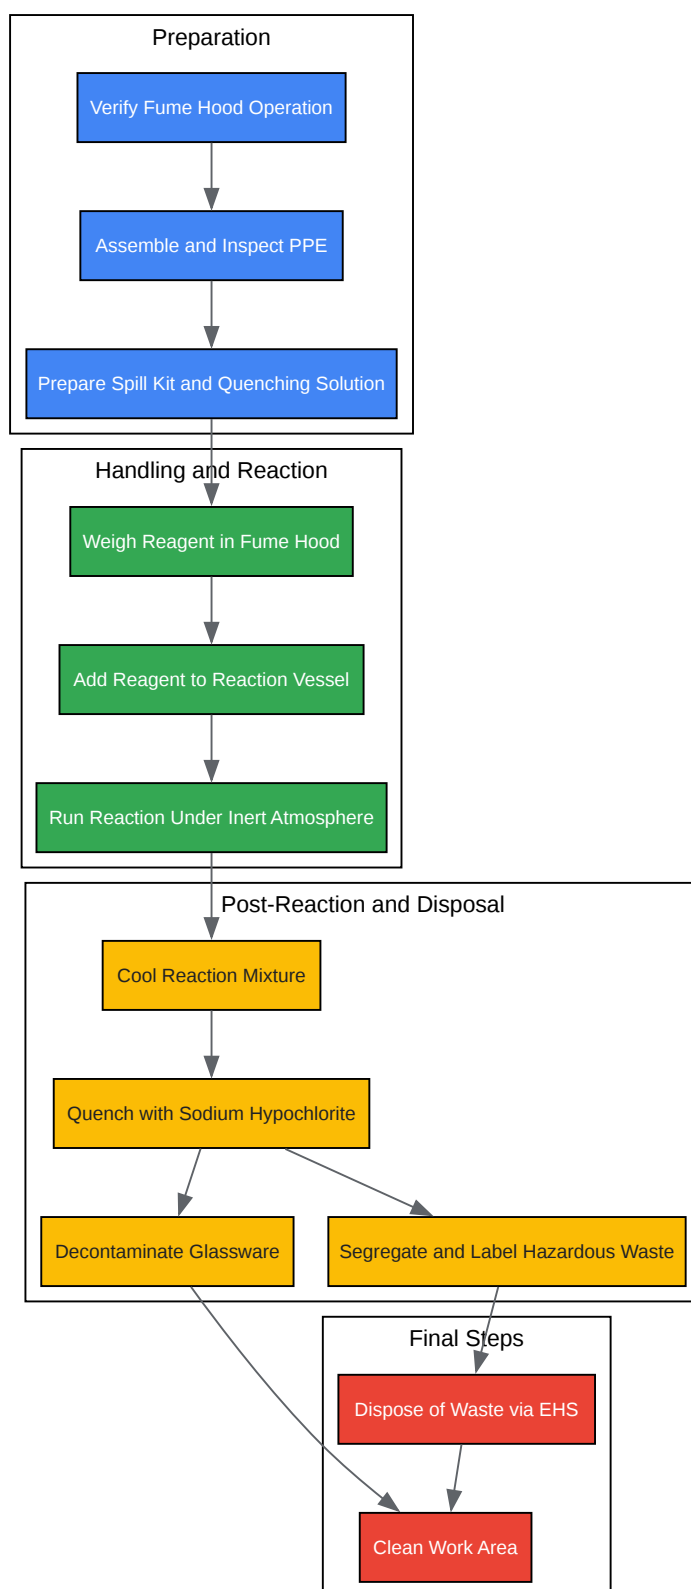 Preparation
Verify Fume Hood Operation
Assemble and Inspect PPE
Prepare Spill Kit and Quenching Solution
Handling and Reaction
Weigh Reagent in Fume Hood
Add Reagent to Reaction Vessel
Run Reaction Under Inert Atmosphere
Post-Reaction and Disposal
Cool Reaction Mixture
Quench with Sodium Hypochlorite
Decontaminate Glassware
Segregate and Label Hazardous Waste
Final Steps
Dispose of Waste via EHS
Clean Work Area